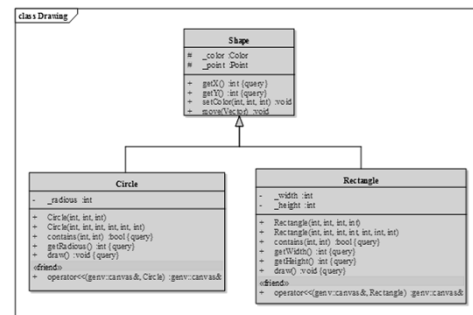 class Drawing
Shape
# _color :Color
# _point :Point
+ getX() :int {query}
+ getY() :int {query}
+ setColor(int, int, int) :void
+ move(Vector) :void
Circle
- _radious :int
+ Circle(int, int, int)
+ Circle(int, int, int, int, int, int)
+ contains(int, int) :bool {query}
+ getRadious() :int {query}
+ draw() :void {query}
«friend»
+ operator<<(genv::canvas&, Circle) :genv::canvas&
Rectangle
- _width :int
- _height :int
+ Rectangle(int, int, int, int)
+ Rectangle(int, int, int, int, int, int, int)
+ contains(int, int) :bool {query}
+ getWidth() :int {query}
+ getHeight() :int {query}
+ draw() :void {query}
«friend»
+ operator<<(genv::canvas&, Rectangle) :genv::canvas&